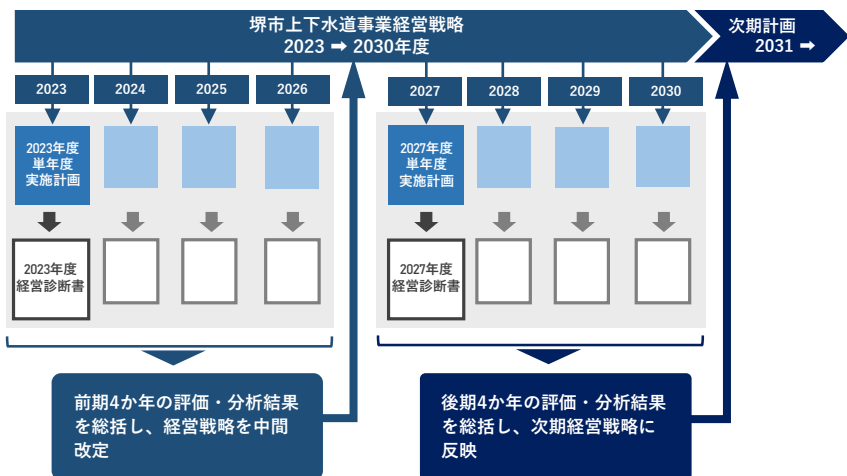 堺市上下水道事業経営戦略
2023 ➡ 2030年度
次期計画
2031 ➡
2023
2024
2025
2026
2027
2028
2029
2030
2023年度
単年度
実施計画
2027年度
単年度
実施計画
2023年度
経営診断書
2027年度
経営診断書
前期4か年の評価・分析結果
を総括し、経営戦略を中間
改定
後期4か年の評価・分析結果
を総括し、次期経営戦略に
反映